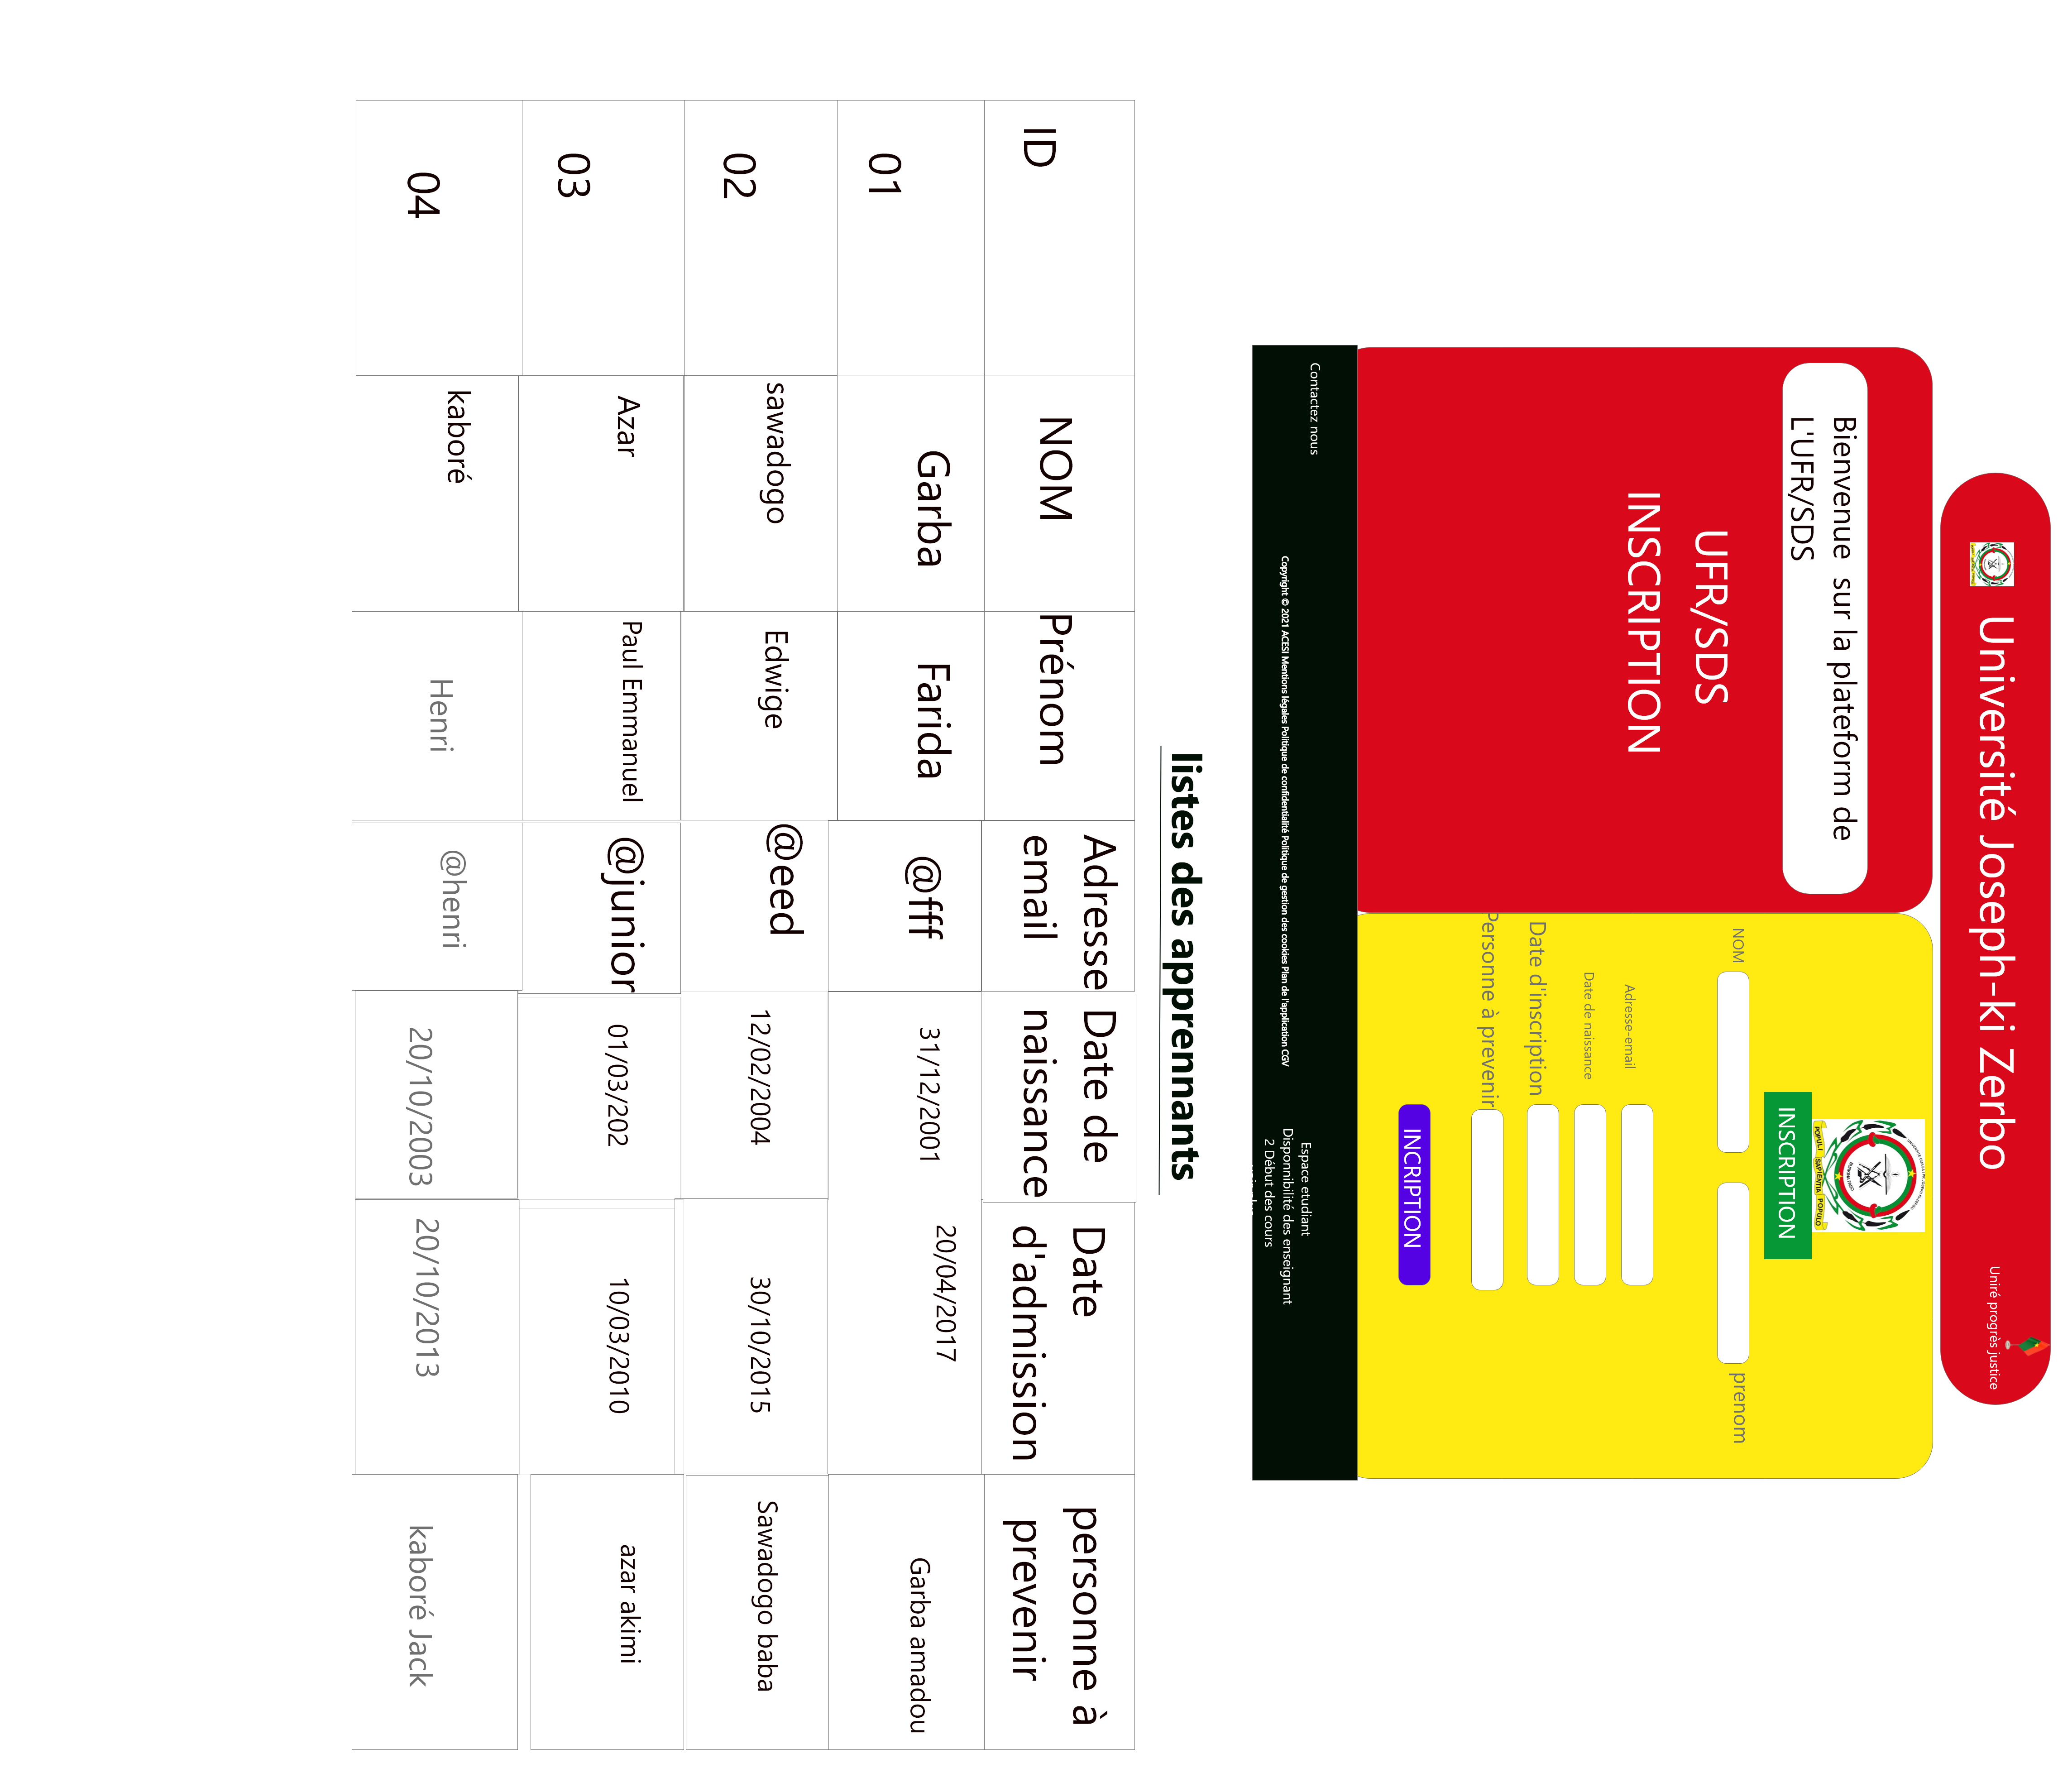 Université Joseph-ki Zerbo
Uniré progrès justice
Bienvenue sur la plateform de
L'UFR/SDS
UFR/SDS
INSCRIPTION
POPULI SAPIENTIA POPULO
INSCRIPTION
NOM
prenom
Adresse-email
Date de naissance
Date d'inscription
Personne à prevenir
INCRIPTION
Contactez nous
Copyright © 2021 ACESI Mentions légales Politique de confidentialité Politique de gestion des cookies Plan de l'application CGV
Espace etudiant
Disponnibilité des enseignant
2 Début des cours
listes des apprennants
ID NOM Prénom Adresse email Date de naissance Date d'admission personne à prevenir
01 Garba Farida @fff 31/12/2001 20/04/2017 Garba amadou
02 sawadogo Edwige @eed 12/02/2004 30/10/2015 Sawadogo baba
03 Azar Paul Emmanuel @junior 01/03/202 10/03/2010 azar akimi
04 kaboré Henri @henri 20/10/2003 20/10/2013 kaboré Jack